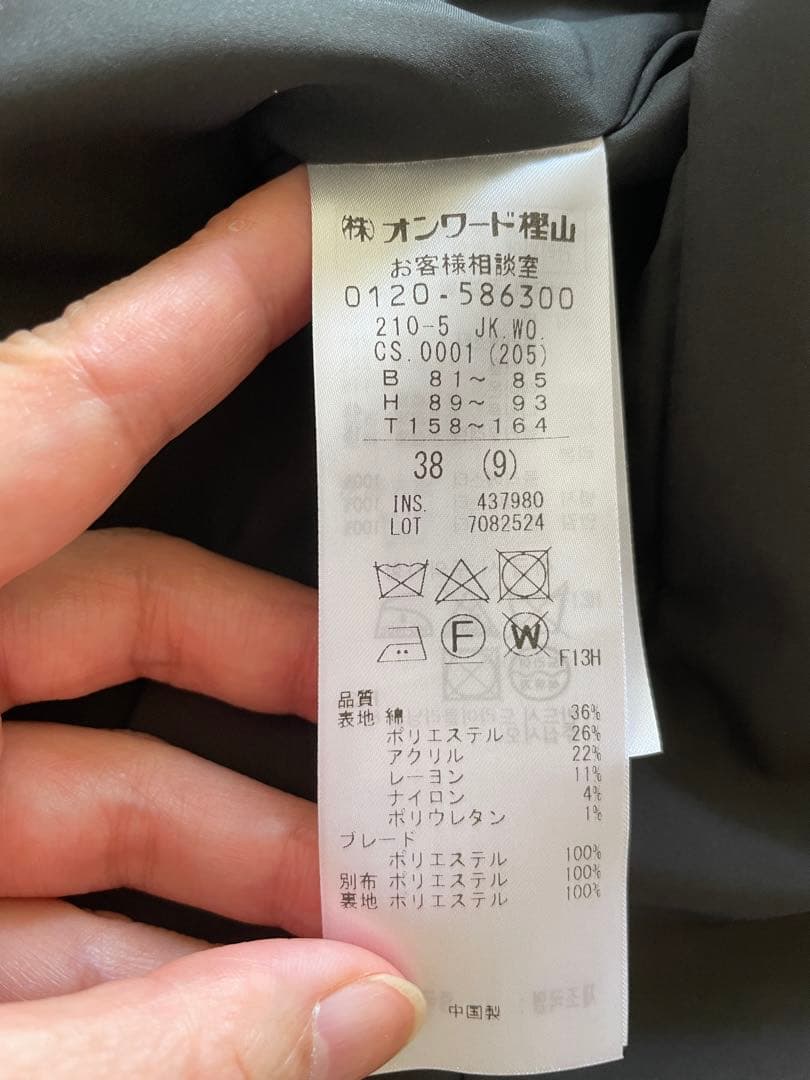 ㈱オンワード樫山
お客様相談室
0120-586300
210-5 JK.WO.
CS.0001(205)
B 81〜 85
H 89〜 93
T158〜164
38 (9)
INS. 437980
LOT 7082524
F
W
F13H
品質
表地 綿 36%
ポリエステル 26%
アクリル 22%
レーヨン 11%
ナイロン 4%
ポリウレタン 1%
ブレード
ポリエステル 100%
別布 ポリエステル 100%
裏地 ポリエステル 100%
中国製